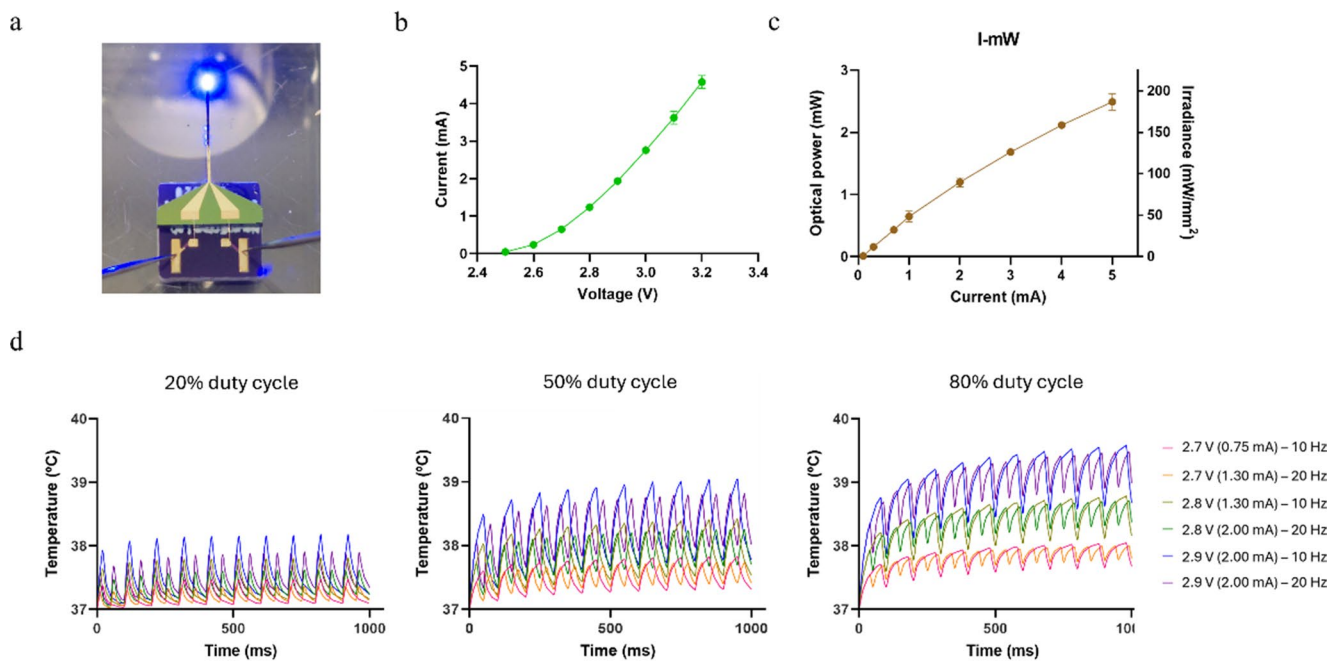 a
b
c
I-mW
5
4
3
2
1
0
2.4
2.6
2.8
3.0
3.2
3.4
Current (mA)
Voltage (V)
3
2
1
0
Optical power (mW)
200
150
100
50
0
Irradiance (mW/mm²)
0
1
2
3
4
5
Current (mA)
d
20% duty cycle
40
39
38
37
Temperature (ºC)
0
500
1000
Time (ms)
50% duty cycle
40
39
38
37
Temperature (ºC)
0
500
1000
Time (ms)
80% duty cycle
40
39
38
37
Temperature (ºC)
0
500
Time (ms)
2.7 V (0.75 mA) – 10 Hz
2.7 V (1.30 mA) – 20 Hz
2.8 V (1.30 mA) – 10 Hz
2.8 V (2.00 mA) – 20 Hz
2.9 V (2.00 mA) – 10 Hz
2.9 V (2.00 mA) – 20 Hz